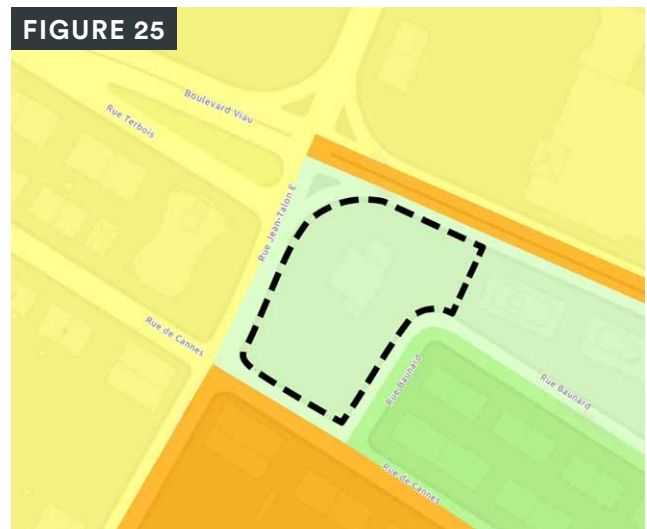 FIGURE 25
Boulevard Viau
Rue Terbois
Rue Jean-Talon E
Rue de Cannes
Rue Baunard
Rue Baunard
Rue de Cannes